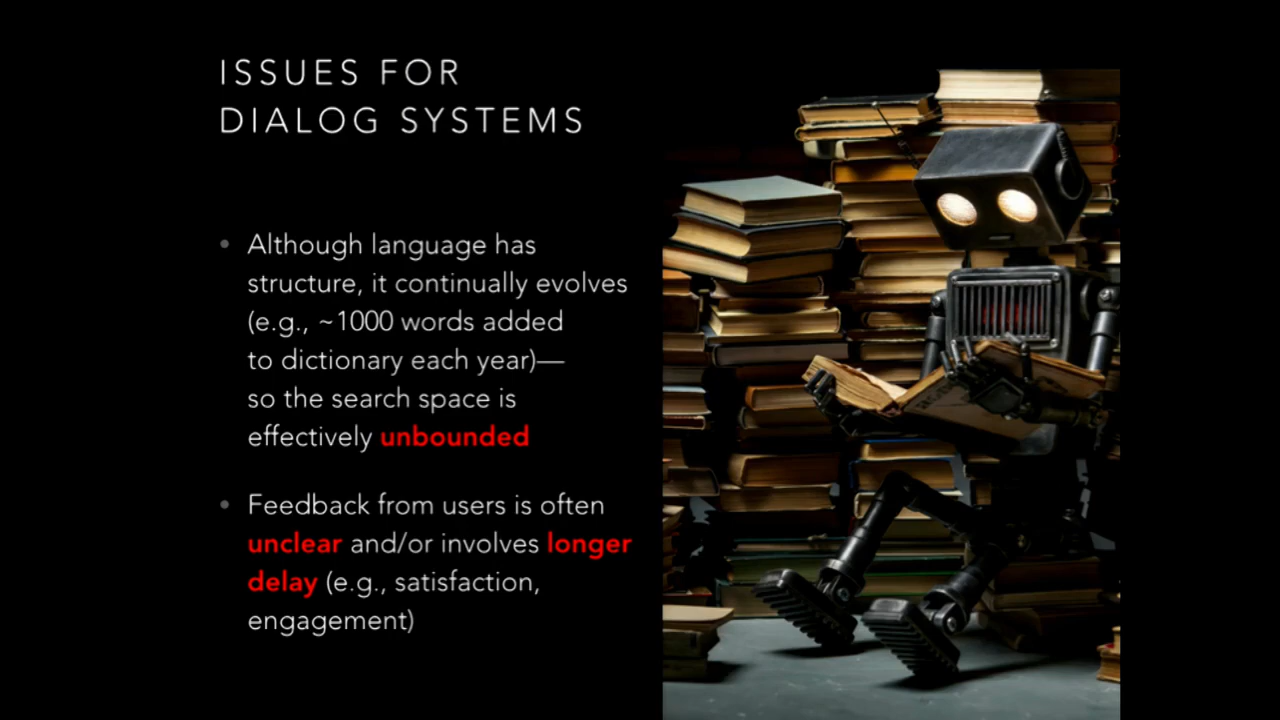 ISSUES FOR
DIALOG SYSTEMS
• Although language has
structure, it continually evolves
(e.g., ~1000 words added
to dictionary each year)—
so the search space is
effectively unbounded
• Feedback from users is often
unclear and/or involves longer
delay (e.g., satisfaction,
engagement)